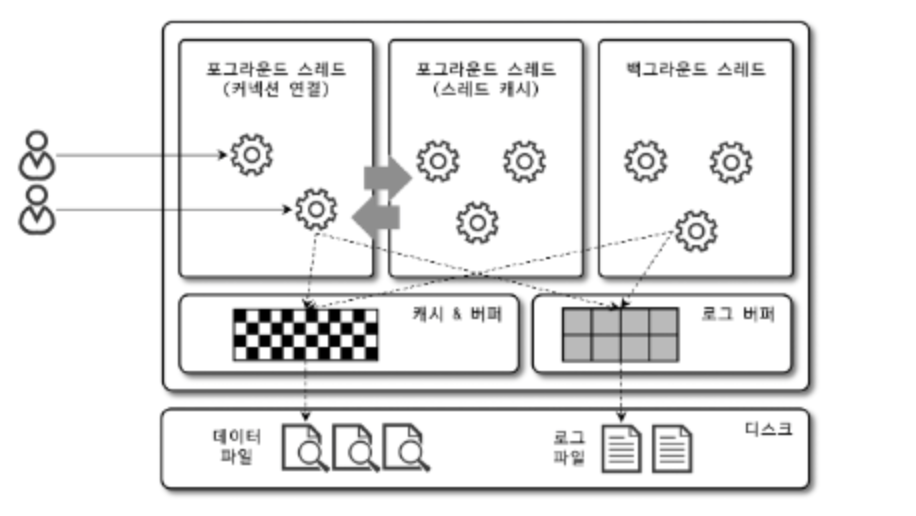 포그라운드 스레드
(커넥션 연결)
포그라운드 스레드
(스레드 캐시)
백그라운드 스레드
캐시 & 버퍼
로그 버퍼
데이터
파일
로그
파일
디스크